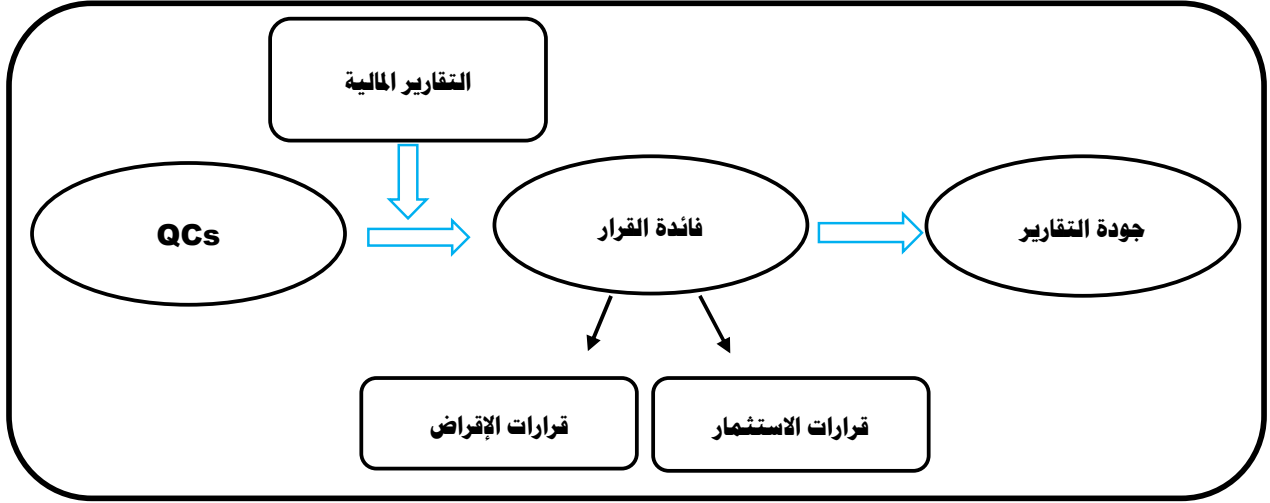 التقارير المالية
QCs
فائدة القرار
جودة التقارير
قرارات الإقراض
قرارات الاستثمار